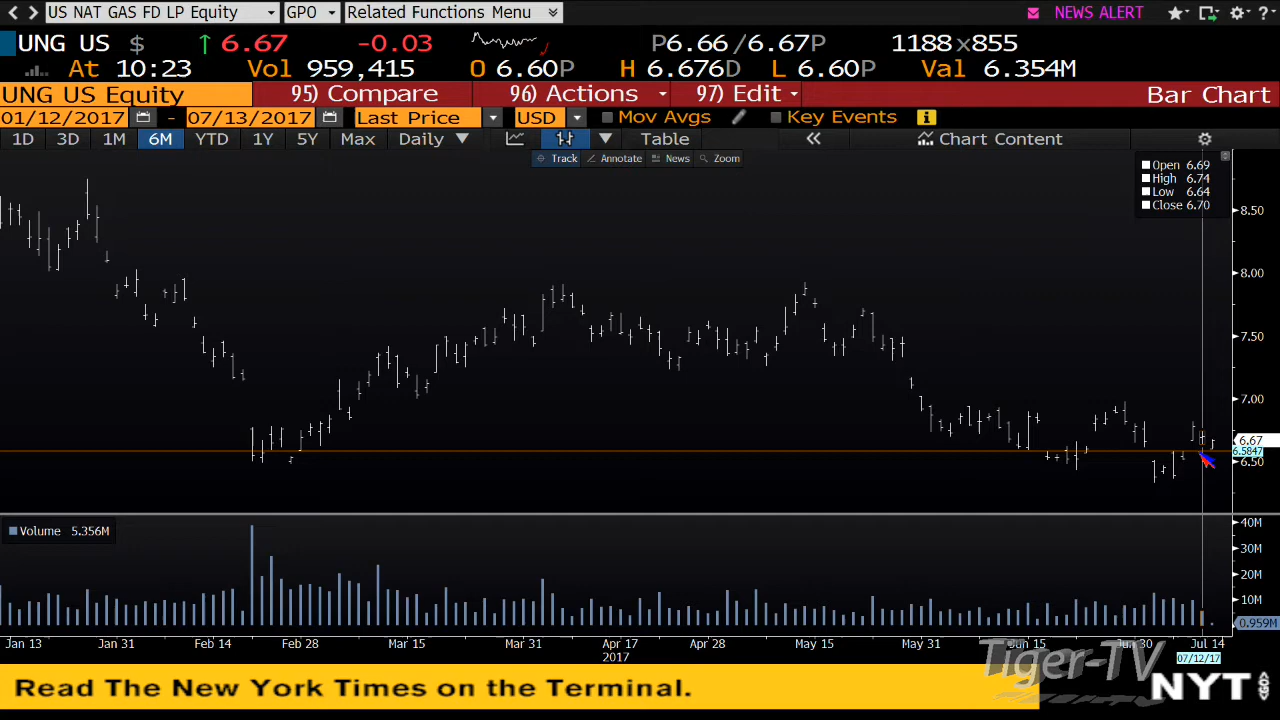 US NAT GAS FD LP Equity GPO Related Functions Menu NEWS ALERT ?
UNG US $ ↑ 6.67 -0.03 P6.66 /6.67P 1188 x 855
At 10:23 Vol 959,415 O 6.60P H 6.676D L 6.60P Val 6.354M
UNG US Equity 95) Compare 96) Actions 97) Edit Bar Chart
01/12/2017 - 07/13/2017 Last Price USD Mov Avgs Key Events i
1D 3D 1M 6M YTD 1Y 5Y Max Daily Table « Chart Content
Track Annotate News Zoom
Open 6.69
High 6.74
Low 6.64
Close 6.70
8.50
8.00
7.50
7.00
6.67
6.5847
6.50
Volume 5.356M
40M
30M
20M
10M
0.959M
Jan 13 Jan 31 Feb 14 Feb 28 Mar 15 Mar 31 Apr 17 Apr 28 May 15 May 31 Jun 15 Jun 30 Jul 14
2017
07/12/17
Tiger-TV
Read The New York Times on the Terminal.
NYT <GO>